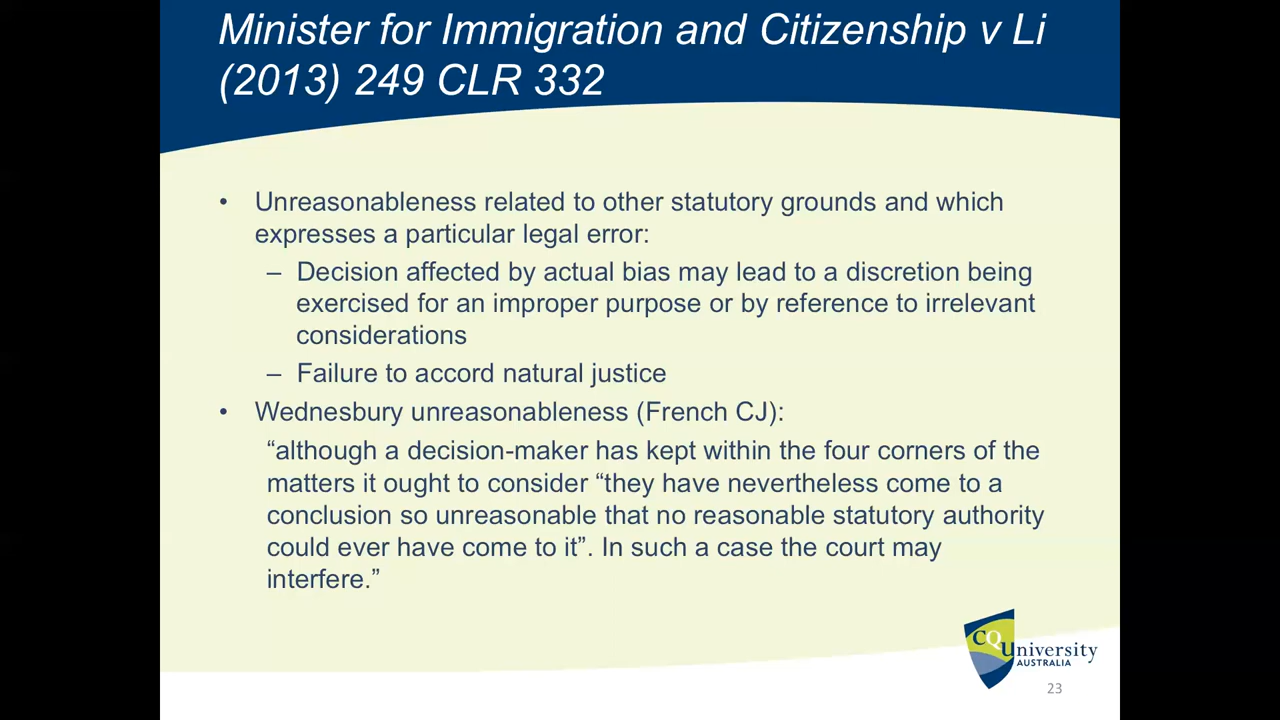 Minister for Immigration and Citizenship v Li
(2013) 249 CLR 332
• Unreasonableness related to other statutory grounds and which
expresses a particular legal error:
– Decision affected by actual bias may lead to a discretion being
exercised for an improper purpose or by reference to irrelevant
considerations
– Failure to accord natural justice
• Wednesbury unreasonableness (French CJ):
“although a decision-maker has kept within the four corners of the
matters it ought to consider “they have nevertheless come to a
conclusion so unreasonable that no reasonable statutory authority
could ever have come to it”. In such a case the court may
interfere.”
CQUniversity
AUSTRALIA
23